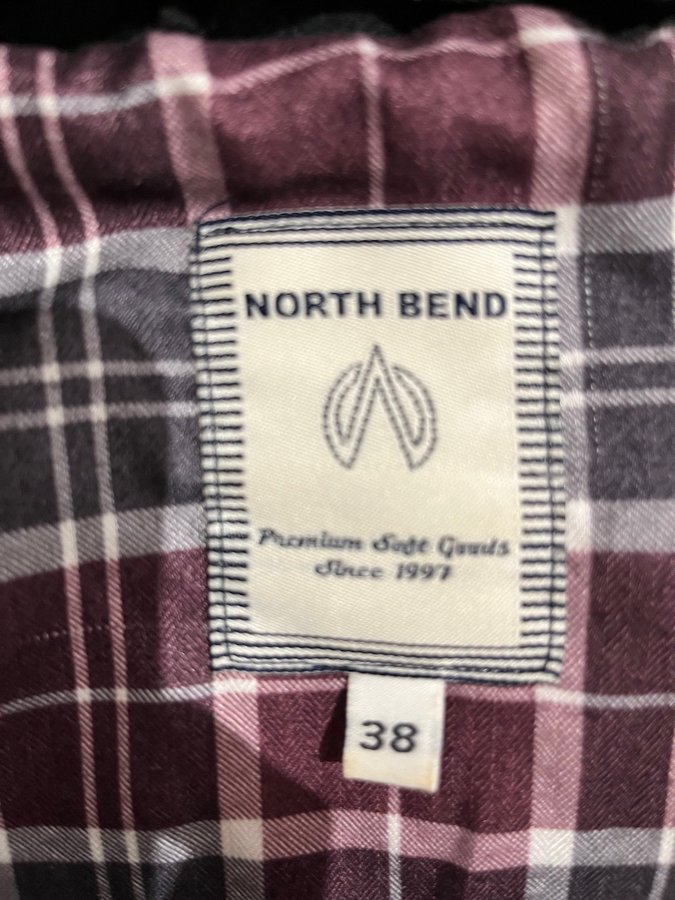 NORTH BEND
Premium Soft Goods
Since 1997
38